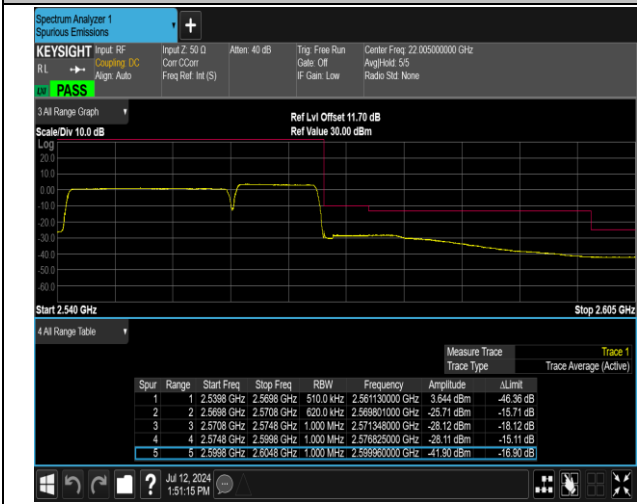 Spectrum Analyzer 1
Spurious Emissions
+
KEYSIGHT Input: RF Input Z: 50 Ω Atten: 40 dB Trig: Free Run Center Freq: 22.005000000 GHz
RL Coupling: DC Corr CCorr Gate: Off Avg|Hold: 5/5
Align: Auto Freq Ref: Int (S) IF Gain: Low Radio Std: None
PASS
3 All Range Graph
Ref Lvl Offset 11.70 dB
Scale/Div 10.0 dB Ref Value 30.00 dBm
Log
20.0
10.0
0.00
-10.0
-20.0
-30.0
-40.0
-50.0
-60.0
Start 2.540 GHz Stop 2.605 GHz
4 All Range Table
Measure Trace Trace 1
Trace Type Trace Average (Active)
Spur Range Start Freq Stop Freq RBW Frequency Amplitude ΔLimit
1 1 2.5398 GHz 2.5698 GHz 510.0 kHz 2.561130000 GHz 3.644 dBm -46.36 dB
2 2 2.5698 GHz 2.5708 GHz 620.0 kHz 2.569801000 GHz -25.71 dBm -15.71 dB
3 3 2.5708 GHz 2.5748 GHz 1.000 MHz 2.571348000 GHz -28.12 dBm -18.12 dB
4 4 2.5748 GHz 2.5998 GHz 1.000 MHz 2.576825000 GHz -28.11 dBm -15.11 dB
5 5 2.5998 GHz 2.6048 GHz 1.000 MHz 2.599960000 GHz -41.90 dBm -16.90 dB
? Jul 12, 2024
1:51:15 PM